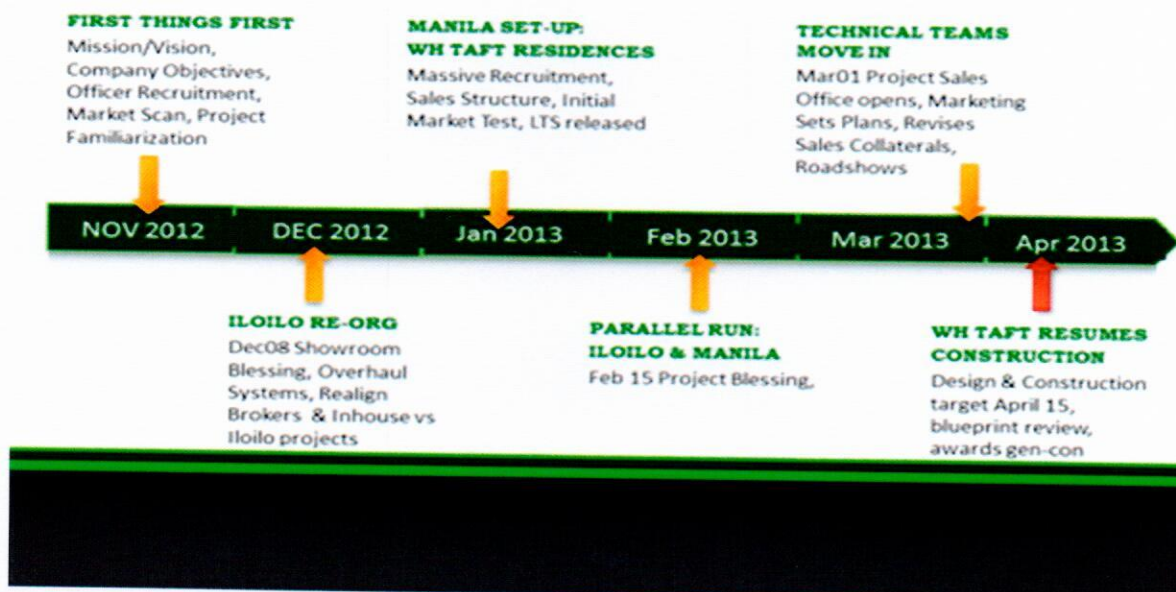 FIRST THINGS FIRST
Mission/Vision,
Company Objectives,
Officer Recruitment,
Market Scan, Project
Familiarization
MANILA SET-UP:
WH TAFT RESIDENCES
Massive Recruitment,
Sales Structure, Initial
Market Test, LTS released
TECHNICAL TEAMS
MOVE IN
Mar01 Project Sales
Office opens, Marketing
Sets Plans, Revises
Sales Collaterals,
Roadshows
NOV 2012
DEC 2012
Jan 2013
Feb 2013
Mar 2013
Apr 2013
ILOILO RE-ORG
Dec08 Showroom
Blessing, Overhaul
Systems, Realign
Brokers & Inhouse vs
Iloilo projects
PARALLEL RUN:
ILOILO & MANILA
Feb 15 Project Blessing,
WH TAFT RESUMES
CONSTRUCTION
Design & Construction
target April 15,
blueprint review,
awards gen-con